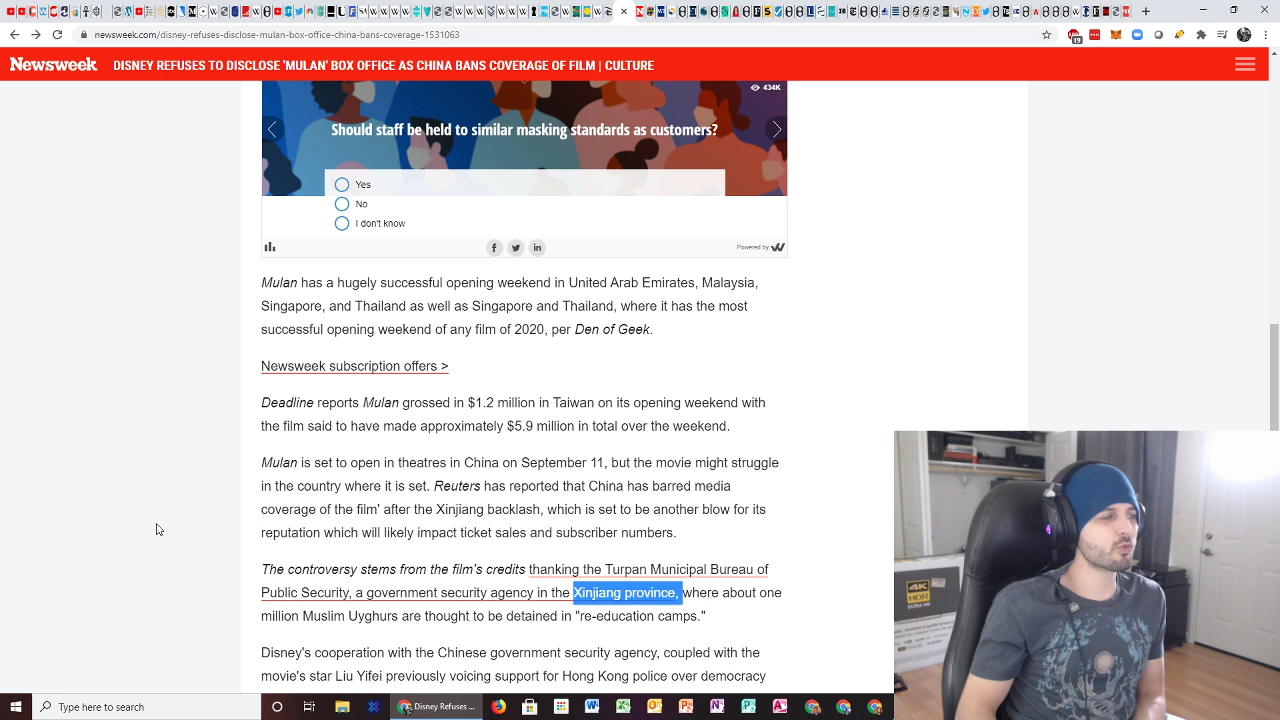 newsweek.com/disney-refuses-disclose-mulan-box-office-china-bans-coverage-1531063
19
Newsweek DISNEY REFUSES TO DISCLOSE 'MULAN' BOX OFFICE AS CHINA BANS COVERAGE OF FILM | CULTURE
434K
Should staff be held to similar masking standards as customers?
Yes
No
I don't know
Powered by
Mulan has a hugely successful opening weekend in United Arab Emirates, Malaysia,
Singapore, and Thailand as well as Singapore and Thailand, where it has the most
successful opening weekend of any film of 2020, per Den of Geek.
Newsweek subscription offers >
Deadline reports Mulan grossed in $1.2 million in Taiwan on its opening weekend with
the film said to have made approximately $5.9 million in total over the weekend.
Mulan is set to open in theatres in China on September 11, but the movie might struggle
in the country where it is set. Reuters has reported that China has barred media
coverage of the film' after the Xinjiang backlash, which is set to be another blow for its
reputation which will likely impact ticket sales and subscriber numbers.
The controversy stems from the film's credits thanking the Turpan Municipal Bureau of
Public Security, a government security agency in the Xinjiang province, where about one
million Muslim Uyghurs are thought to be detained in "re-education camps."
Disney's cooperation with the Chinese government security agency, coupled with the
movie's star Liu Yifei previously voicing support for Hong Kong police over democracy
4K
ULTRA HD
Type here to search
Disney Refuses ...